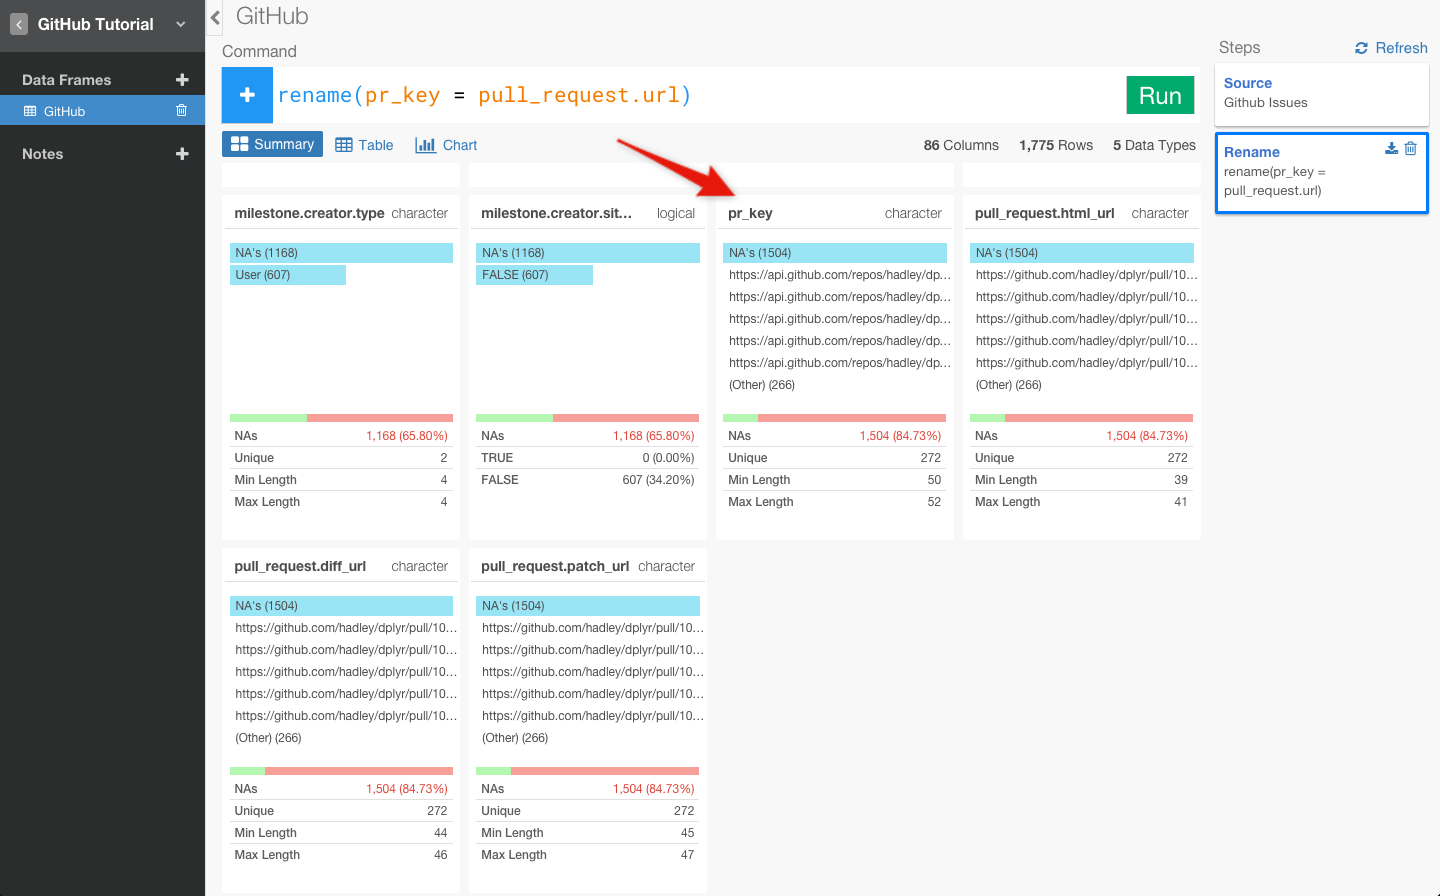 GitHub Tutorial
Data Frames
GitHub
Notes
GitHub
Command
rename(pr_key = pull_request.url)
Run
Summary Table Chart
86 Columns 1,775 Rows 5 Data Types
milestone.creator.type character
NA's (1168)
User (607)
NAs 1,168 (65.80%)
Unique 2
Min Length 4
Max Length 4
milestone.creator.sit... logical
NA's (1168)
FALSE (607)
NAs 1,168 (65.80%)
TRUE 0 (0.00%)
FALSE 607 (34.20%)
pr_key character
NA's (1504)
https://api.github.com/repos/hadley/dp...
https://api.github.com/repos/hadley/dp...
https://api.github.com/repos/hadley/dp...
https://api.github.com/repos/hadley/dp...
https://api.github.com/repos/hadley/dp...
(Other) (266)
NAs 1,504 (84.73%)
Unique 272
Min Length 50
Max Length 52
pull_request.html_url character
NA's (1504)
https://github.com/hadley/dplyr/pull/10...
https://github.com/hadley/dplyr/pull/10...
https://github.com/hadley/dplyr/pull/10...
https://github.com/hadley/dplyr/pull/10...
https://github.com/hadley/dplyr/pull/10...
(Other) (266)
NAs 1,504 (84.73%)
Unique 272
Min Length 39
Max Length 41
pull_request.diff_url character
NA's (1504)
https://github.com/hadley/dplyr/pull/10...
https://github.com/hadley/dplyr/pull/10...
https://github.com/hadley/dplyr/pull/10...
https://github.com/hadley/dplyr/pull/10...
https://github.com/hadley/dplyr/pull/10...
(Other) (266)
NAs 1,504 (84.73%)
Unique 272
Min Length 44
Max Length 46
pull_request.patch_url character
NA's (1504)
https://github.com/hadley/dplyr/pull/10...
https://github.com/hadley/dplyr/pull/10...
https://github.com/hadley/dplyr/pull/10...
https://github.com/hadley/dplyr/pull/10...
https://github.com/hadley/dplyr/pull/10...
(Other) (266)
NAs 1,504 (84.73%)
Unique 272
Min Length 45
Max Length 47
Steps Refresh
Source
Github Issues
Rename
rename(pr_key =
pull_request.url)